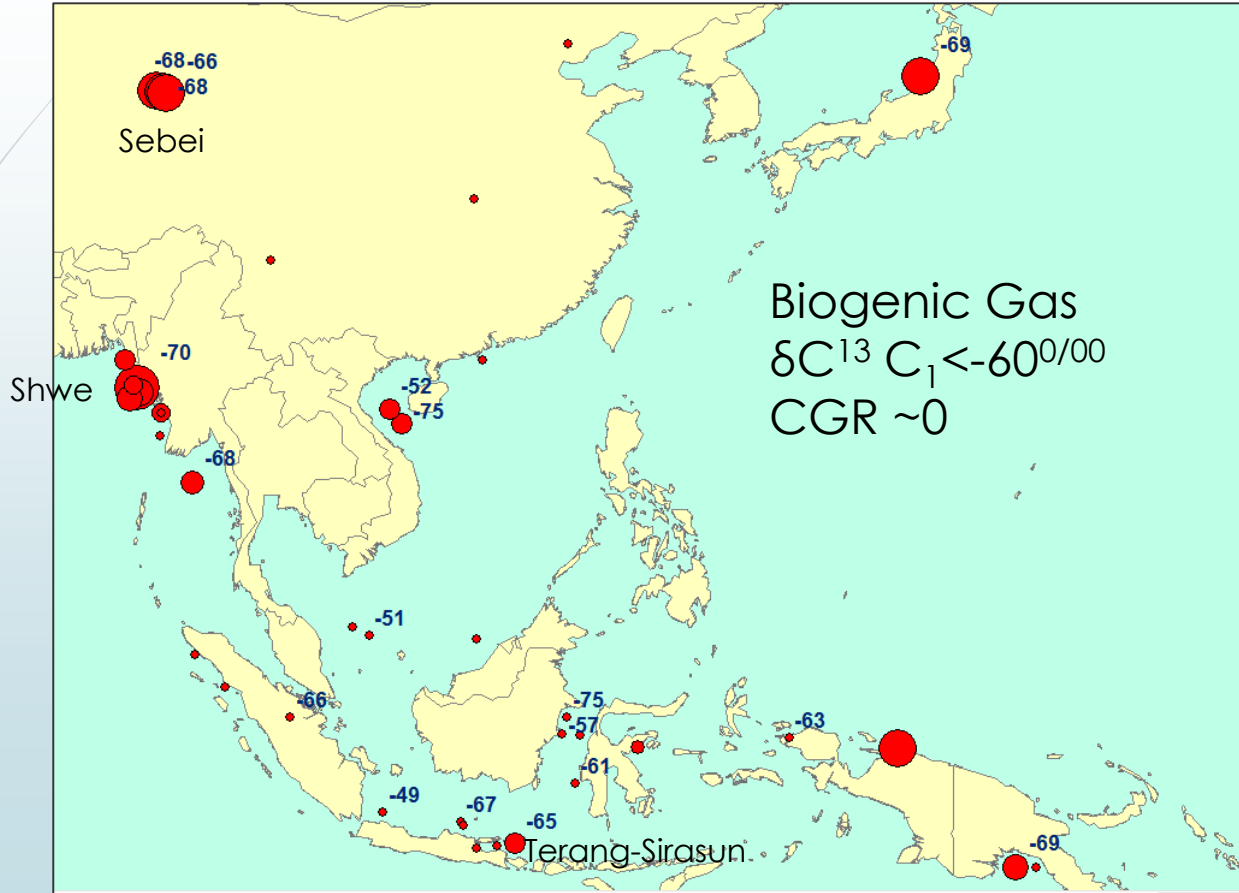 -68 -66
-68
Sebei
-69
Biogenic Gas
δC¹³ C₁<-60⁰/⁰⁰
CGR ~0
-70
Shwe
-52
-75
-68
-51
-66
-75
-57
-63
-61
-49
-67
-65
Terang-Sirasun
-69